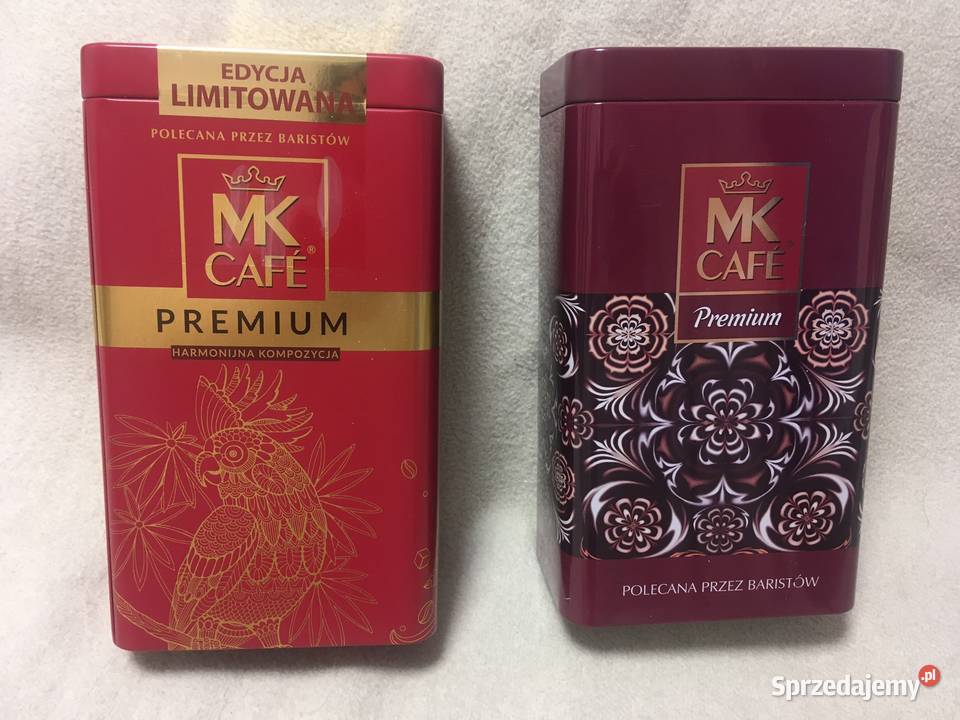 EDYCJA
LIMITOWANA
POLECANA PRZEZ BARISTÓW
MK
CAFÉ®
PREMIUM
HARMONIJNA KOMPOZYCJA
MK
CAFÉ®
Premium
POLECANA PRZEZ BARISTÓW
Sprzedajemy.pl